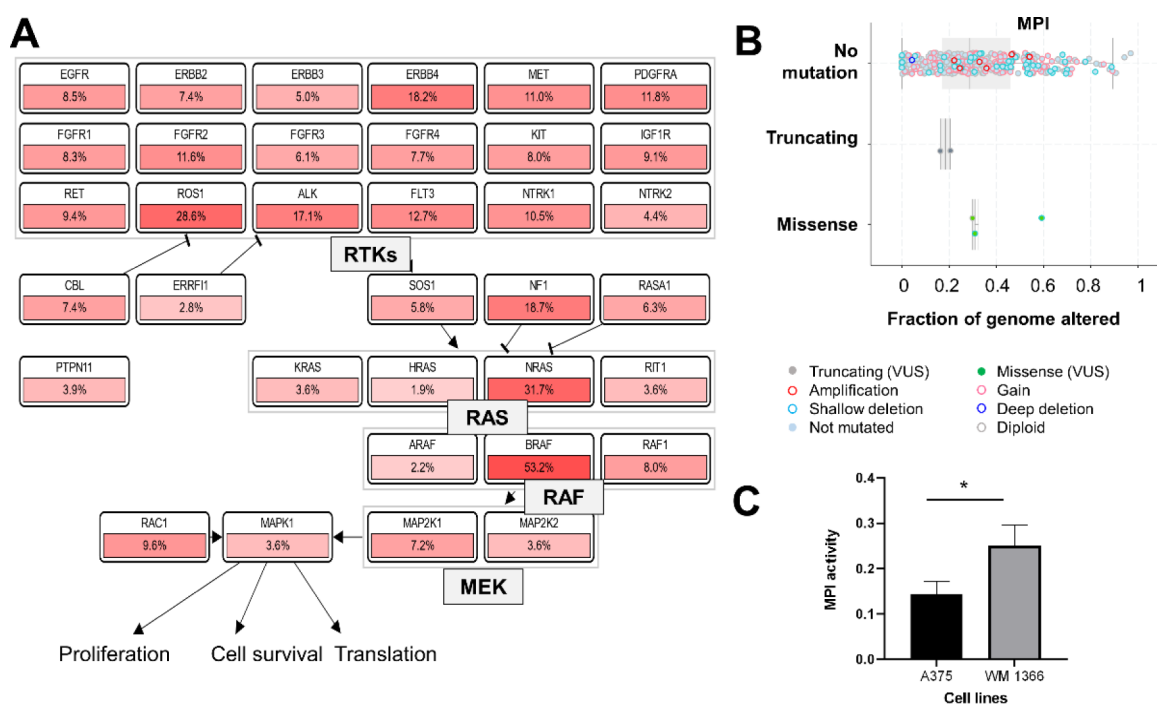 A
EGFR ERBB2 ERBB3 ERBB4 MET PDGFRA
8.5% 7.4% 5.0% 18.2% 11.0% 11.8%
FGFR1 FGFR2 FGFR3 FGFR4 KIT IGF1R
8.3% 11.6% 6.1% 7.7% 8.0% 9.1%
RET ROS1 ALK FLT3 NTRK1 NTRK2
9.4% 28.6% 17.1% 12.7% 10.5% 4.4%
RTKs
CBL ERRFI1 SOS1 NF1 RASA1
7.4% 2.8% 5.8% 18.7% 6.3%
PTPN11 KRAS HRAS NRAS RIT1
3.9% 3.6% 1.9% 31.7% 3.6%
RAS
ARAF BRAF RAF1
2.2% 53.2% 8.0%
RAF
RAC1 MAPK1 MAP2K1 MAP2K2
9.6% 3.6% 7.2% 3.6%
MEK
Proliferation Cell survival Translation
B
MPI
No
mutation
Truncating
Missense
0 0.2 0.4 0.6 0.8 1
Fraction of genome altered
Truncating (VUS) Missense (VUS)
Amplification Gain
Shallow deletion Deep deletion
Not mutated Diploid
C
*
MPI activity
0.4
0.3
0.2
0.1
0.0
A375 WM 1366
Cell lines